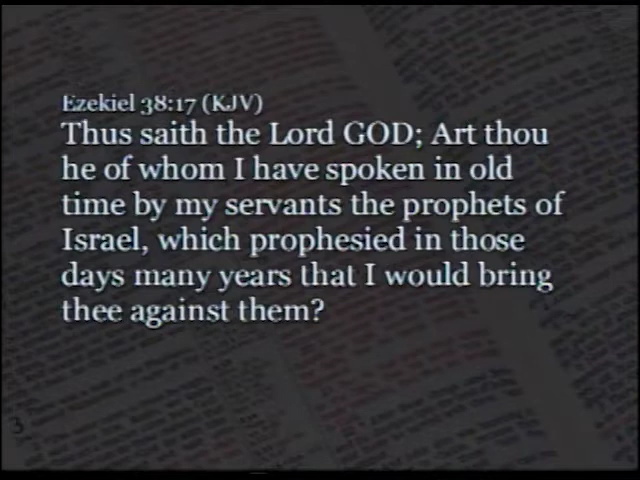 Ezekiel 38:17 (KJV)
Thus saith the Lord GOD; Art thou
he of whom I have spoken in old
time by my servants the prophets of
Israel, which prophesied in those
days many years that I would bring
thee against them?
3